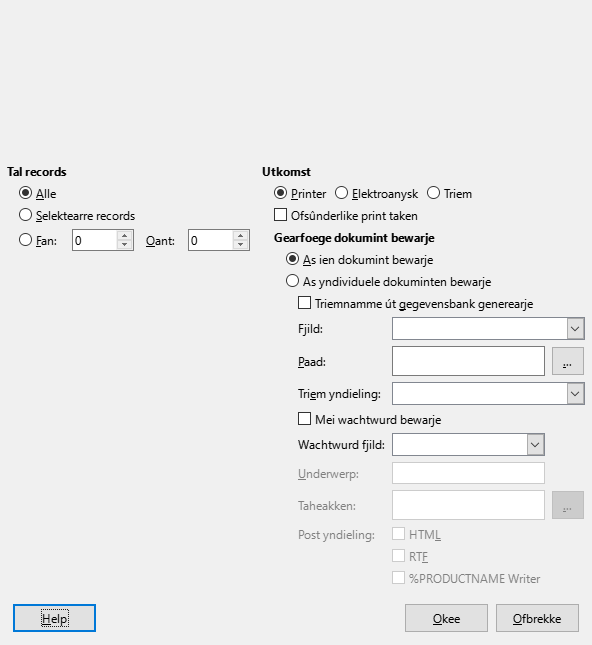 Tal records
Alle
Selektearre records
Fan: 0 Oant: 0
Utkomst
Printer Elektroanysk Triem
Ofsûnderlike print taken
Gearfoege dokumint bewarje
As ien dokumint bewarje
As yndividuele dokuminten bewarje
Triemnamme út gegevensbank generearje
Fjild:
Paad: ...
Triem yndieling:
Mei wachtwurd bewarje
Wachtwurd fjild:
Underwerp:
Taheakken: ...
Post yndieling: HTML
RTF
%PRODUCTNAME Writer
Help Okee Ofbrekke